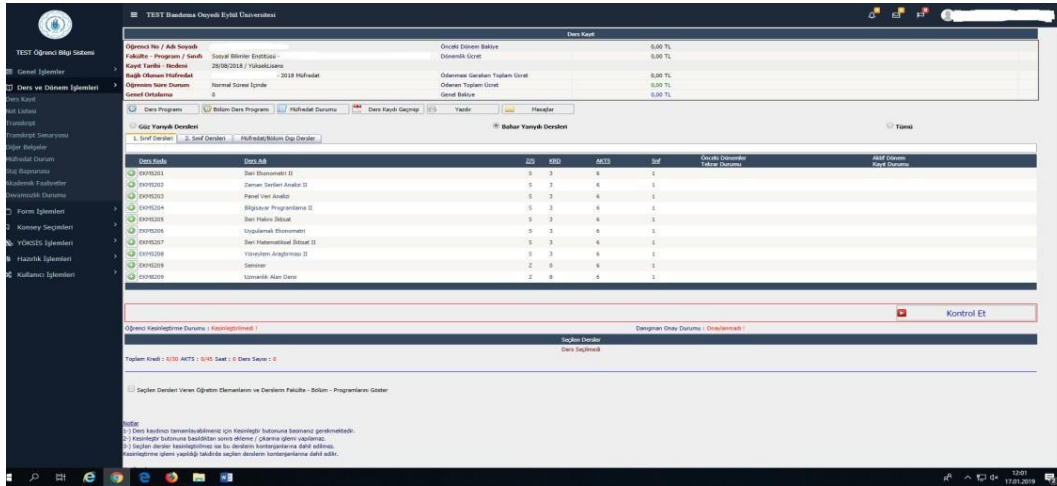 TEST Bandırma Onyedi Eylül Üniversitesi
TEST Öğrenci Bilgi Sistemi
Genel İşlemler
Ders ve Dönem İşlemleri
Ders Kayıt
Not Listesi
Transkript
Transkript Senaryosu
Diğer Belgeler
Müfredat Durum
Staj Başvurusu
Akademik Faaliyetler
Devamsızlık Durumu
Form İşlemleri
Konsey Seçimleri
YÖKSİS İşlemleri
Hazırlık İşlemleri
Kullanıcı İşlemleri
Ders Kayıt
Öğrenci No / Adı Soyadı Önceki Dönem Bakiye 0,00 TL
Fakülte - Program / Sınıfı Sosyal Bilimler Enstitüsü - Dönemlik Ücret 0,00 TL
Kayıt Tarihi - Nedeni 28/08/2018 / YüksekLisans
Bağlı Olunan Müfredat - 2018 Müfredatı Ödenmesi Gereken Toplam Ücret 0,00 TL
Öğrenim Süre Durum Normal Süresi İçinde Ödenen Toplam Ücret 0,00 TL
Genel Ortalama 0 Genel Bakiye 0,00 TL
Ders Programı Bölüm Ders Programı Müfredat Durumu Ders Kaydı Geçmişi Yazdır Mesajlar
Güz Yarıyılı Dersleri Bahar Yarıyılı Dersleri Tümü
1. Sınıf Dersleri 2. Sınıf Dersleri Müfredat/Bölüm Dışı Dersler
Ders Kodu Ders Adı Z/S KRD AKTS Snf Önceki Dönemler Tekrar Durumu Aktif Dönem Kayıt Durumu
EKM5201 İleri Ekonometri II S 3 6 1
EKM5202 Zaman Serileri Analizi II S 3 6 1
EKM5203 Panel Veri Analizi S 3 6 1
EKM5204 Bilgisayar Programlama II S 3 6 1
EKM5205 İleri Makro İktisat S 3 6 1
EKM5206 Uygulamalı Ekonometri S 3 6 1
EKM5207 İleri Matematiksel İktisat II S 3 6 1
EKM5208 Yöneylem Araştırması II S 3 6 1
EKM5209 Seminer Z 0 6 1
Uzmanlık Alan Dersi Z 6 1
Kontrol Et
Öğrenci Kesinleştirme Durumu : Kesinleştirilmedi ! Danışman Onay Durumu : Onaylanmadı !
Seçilen Dersler
Ders Seçilmedi
Toplam Kredi : 0/30 AKTS : 0/45 Saat : 0 Ders Sayısı : 0
Seçilen Dersleri Veren Öğretim Elemanlarını ve Derslerin Fakülte - Bölüm - Programlarını Göster
Notlar
1-) Ders kaydınızı tamamlayabilmeniz için Kesinleştir butonuna basmanız gerekmektedir.
2-) Kesinleştir butonuna basıldıktan sonra ekleme / çıkarma işlemi yapılamaz.
3-) Seçilen dersler kesinleştirilmez ise bu derslerin kontenjanlarına dahil edilmez.
Kesinleştirme işlemi yapıldığı takdirde seçilen derslerin kontenjanlarına dahil edilir.
12:01
17.01.2019